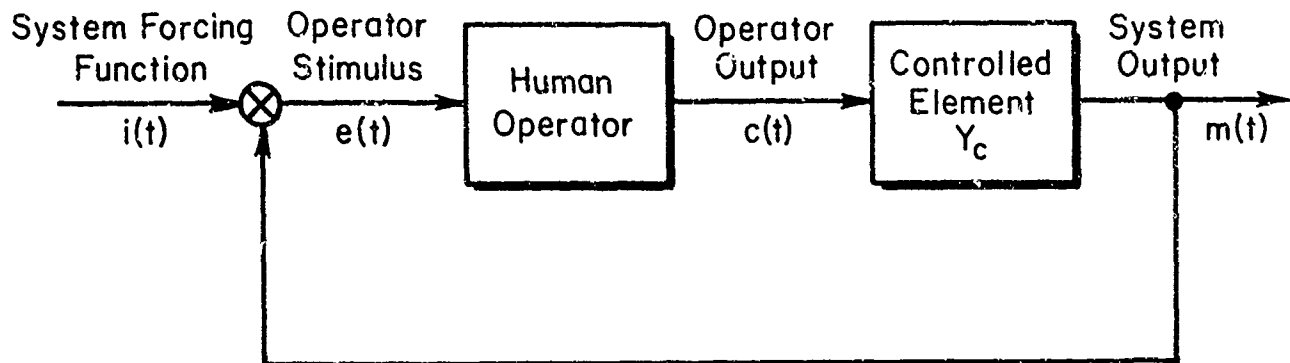 System Forcing
Function
i(t)
Operator
Stimulus
e(t)
Human
Operator
Operator
Output
c(t)
Controlled
Element
Yc
System
Output
m(t)